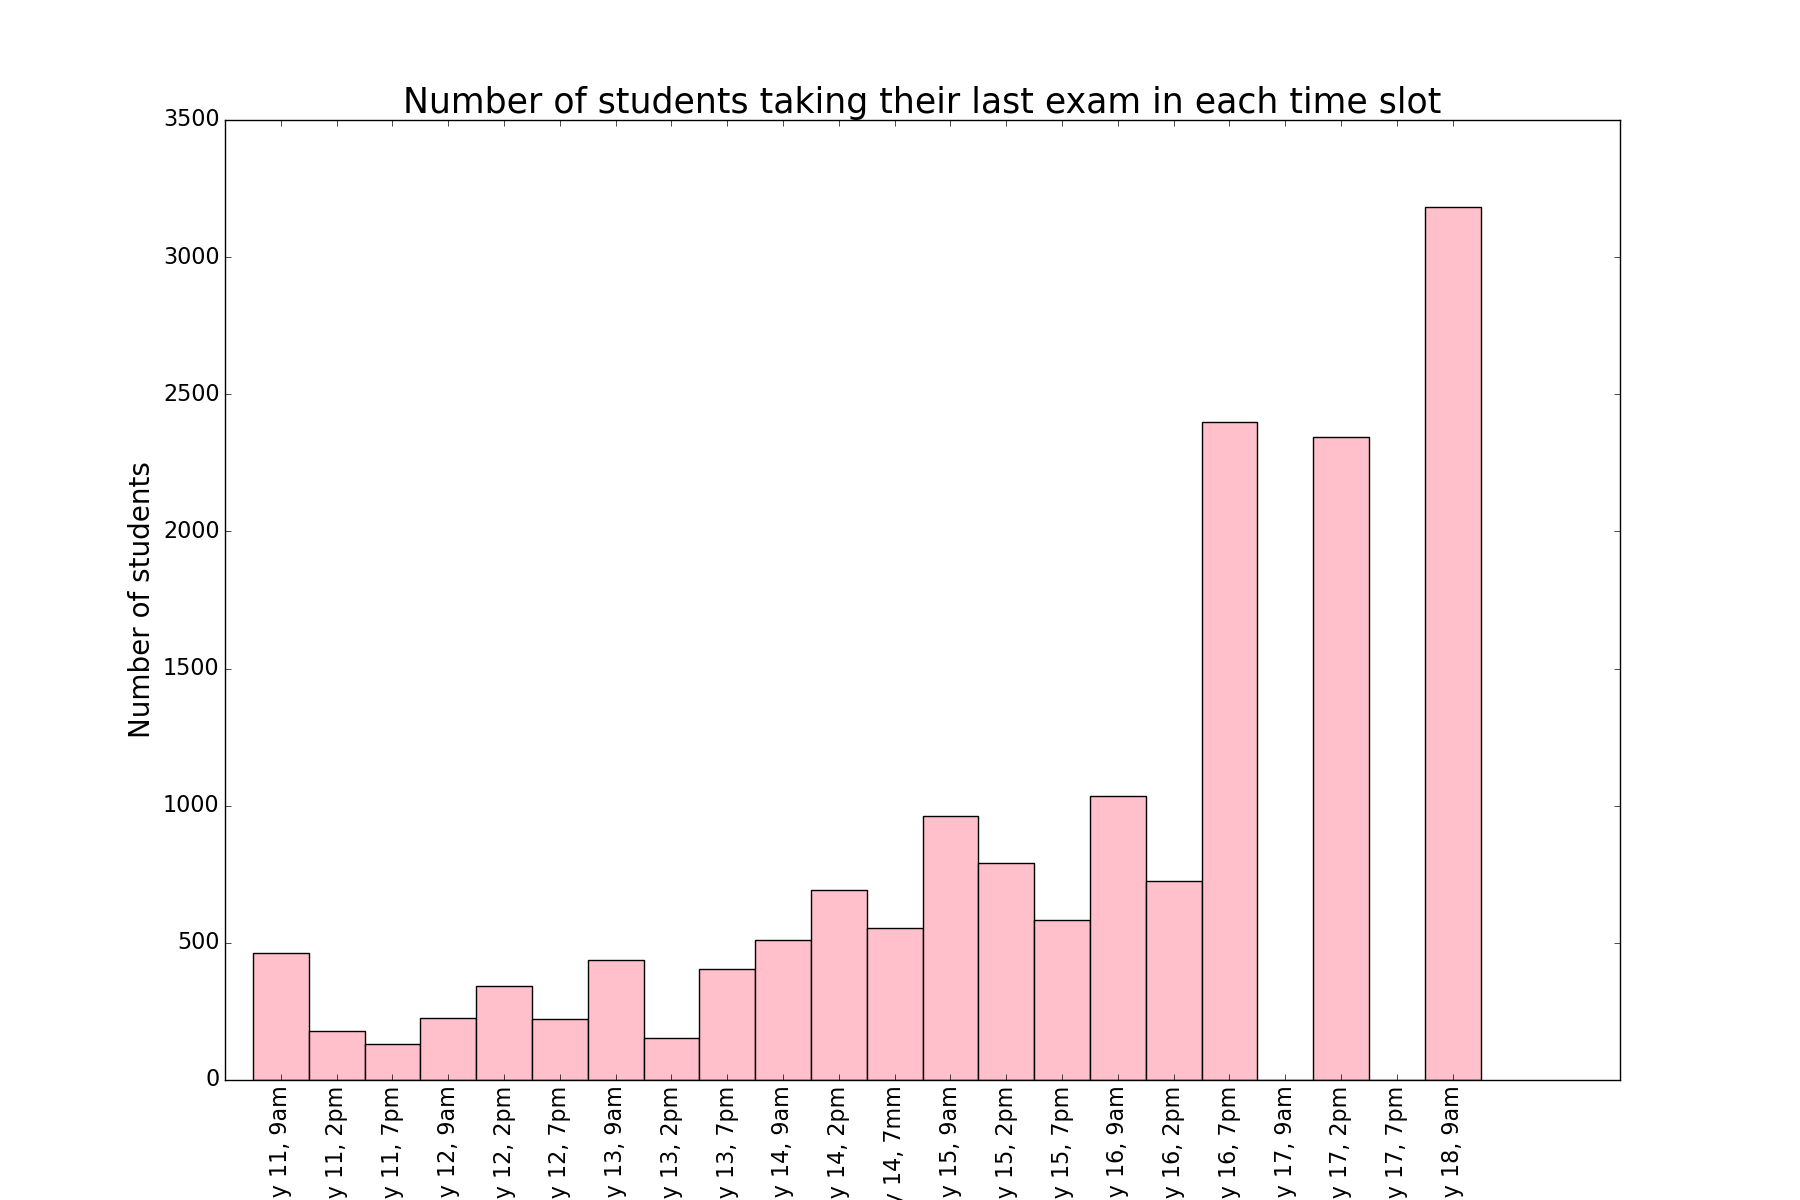 Number of students taking their last exam in each time slot
Number of students
3500
3000
2500
2000
1500
1000
500
0
y 11, 9am
y 11, 2pm
y 11, 7pm
y 12, 9am
y 12, 2pm
y 12, 7pm
y 13, 9am
y 13, 2pm
y 13, 7pm
y 14, 9am
y 14, 2pm
y 14, 7mm
y 15, 9am
y 15, 2pm
y 15, 7pm
y 16, 9am
y 16, 2pm
y 16, 7pm
y 17, 9am
y 17, 2pm
y 17, 7pm
y 18, 9am